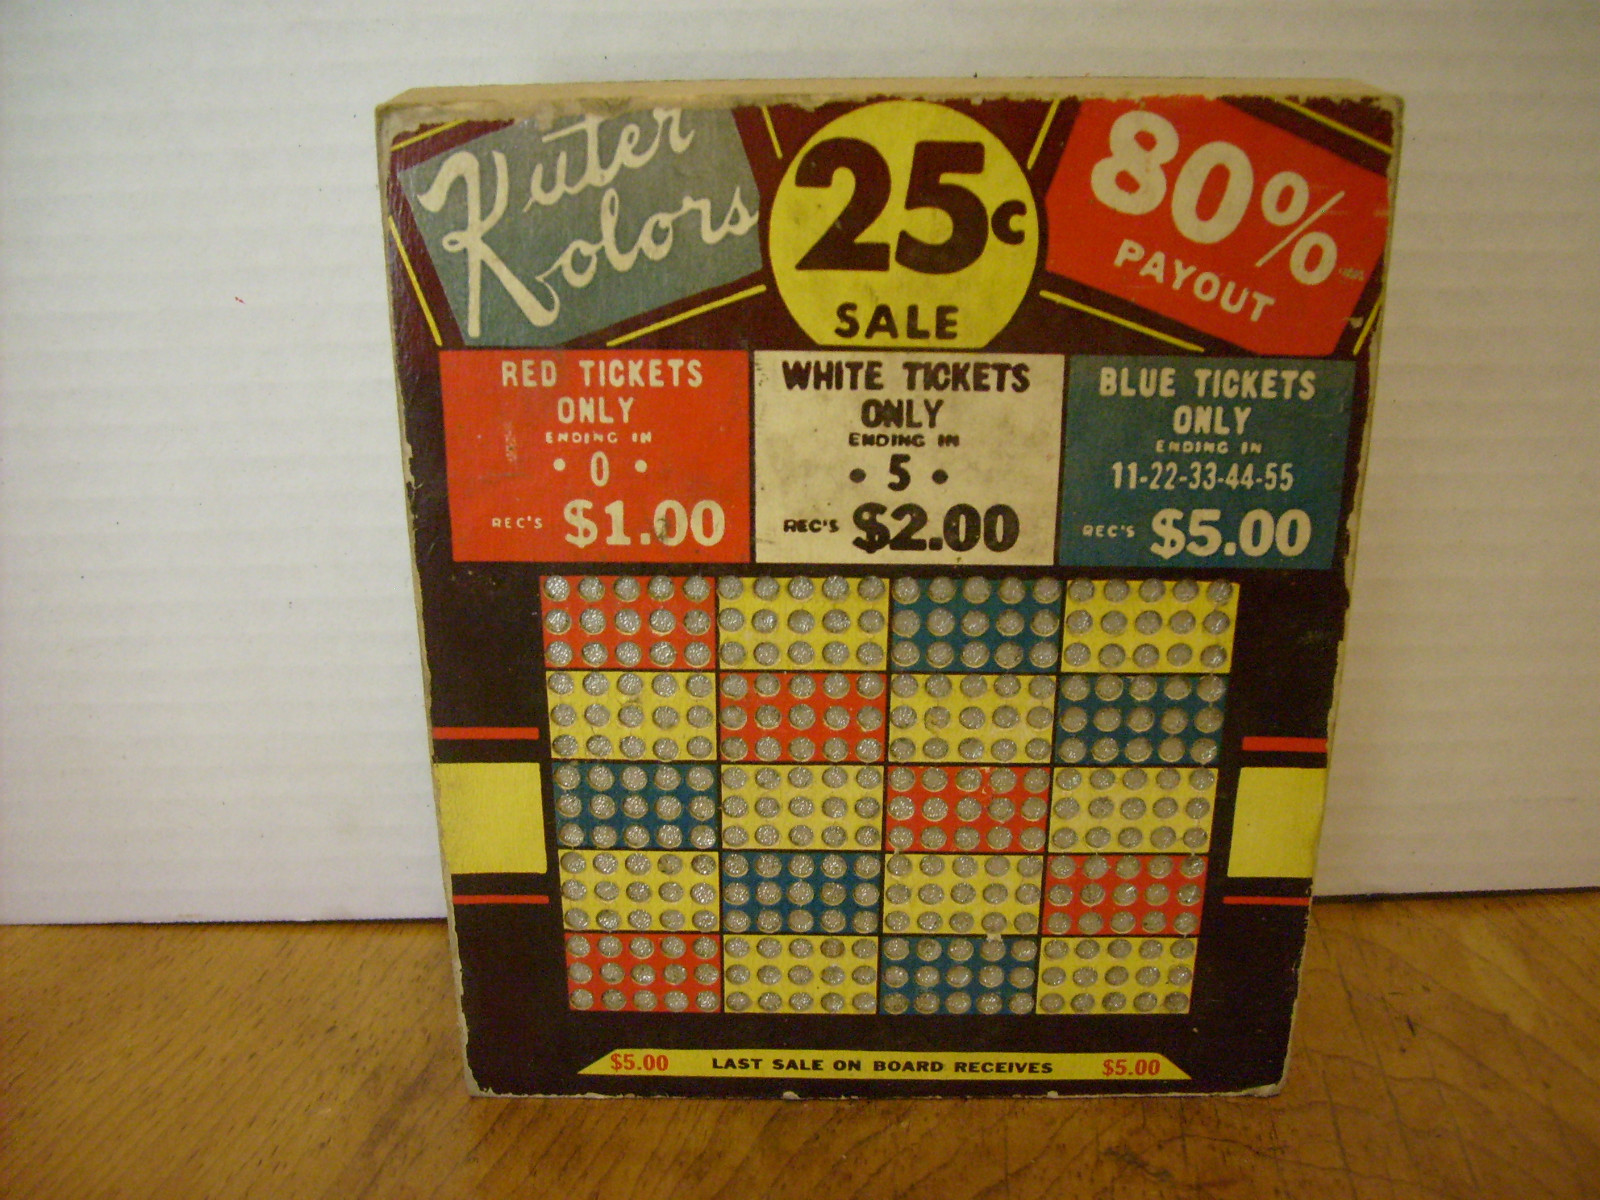 Kuter
Kolors
25c
SALE
80%
PAYOUT
RED TICKETS
ONLY
ENDING IN
• 0 •
REC'S $1.00
WHITE TICKETS
ONLY
ENDING IN
• 5 •
REC'S $2.00
BLUE TICKETS
ONLY
ENDING IN
11-22-33-44-55
REC'S $5.00
$5.00 LAST SALE ON BOARD RECEIVES $5.00